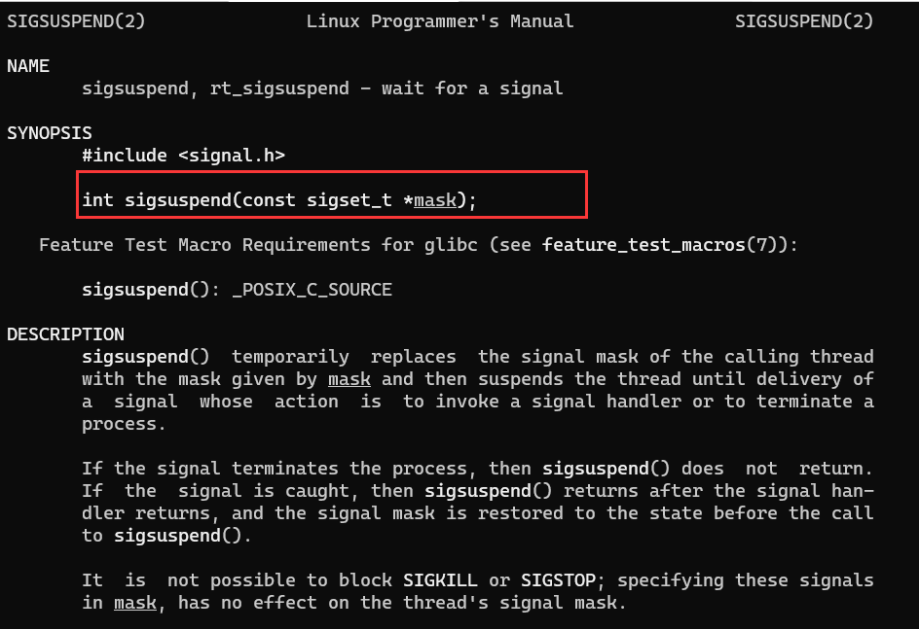 SIGSUSPEND(2) Linux Programmer's Manual SIGSUSPEND(2)
NAME
sigsuspend, rt_sigsuspend - wait for a signal
SYNOPSIS
#include <signal.h>
int sigsuspend(const sigset_t *mask);
Feature Test Macro Requirements for glibc (see feature_test_macros(7)):
sigsuspend(): _POSIX_C_SOURCE
DESCRIPTION
sigsuspend() temporarily replaces the signal mask of the calling thread
with the mask given by mask and then suspends the thread until delivery of
a signal whose action is to invoke a signal handler or to terminate a
process.
If the signal terminates the process, then sigsuspend() does not return.
If the signal is caught, then sigsuspend() returns after the signal han-
dler returns, and the signal mask is restored to the state before the call
to sigsuspend().
It is not possible to block SIGKILL or SIGSTOP; specifying these signals
in mask, has no effect on the thread's signal mask.